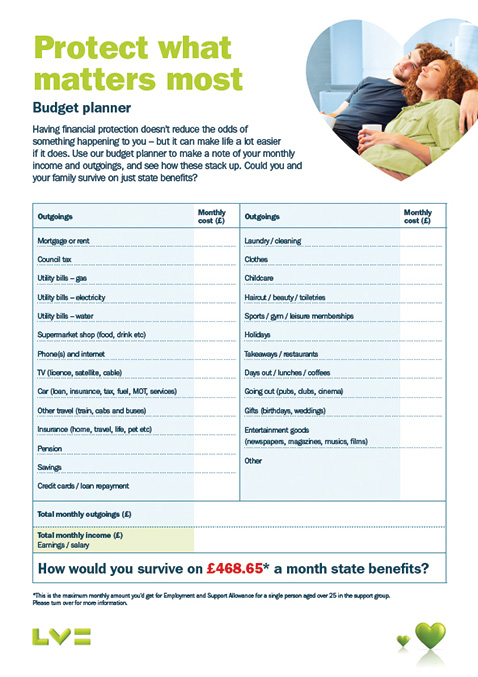 Protect what
matters most
Budget planner
Having financial protection doesn't reduce the odds of
something happening to you – but it can make life a lot easier
if it does. Use our budget planner to make a note of your monthly
income and outgoings, and see how these stack up. Could you and
your family survive on just state benefits?
Outgoings
Monthly
cost (£)
Mortgage or rent
Council tax
Utility bills – gas
Utility bills – electricity
Utility bills – water
Supermarket shop (food, drink etc)
Phone(s) and internet
TV (licence, satellite, cable)
Car (loan, insurance, tax, fuel, MOT, services)
Other travel (train, cabs and buses)
Insurance (home, travel, life, pet etc)
Pension
Savings
Credit cards / loan repayment
Outgoings
Monthly
cost (£)
Laundry / cleaning
Clothes
Childcare
Haircut / beauty / toiletries
Sports / gym / leisure memberships
Holidays
Takeaways / restaurants
Days out / lunches / coffees
Going out (pubs, clubs, cinema)
Gifts (birthdays, weddings)
Entertainment goods
(newspapers, magazines, musics, films)
Other
Total monthly outgoings (£)
Total monthly income (£)
Earnings / salary
How would you survive on £468.65* a month state benefits?
*This is the maximum monthly amount you'd get for Employment and Support Allowance for a single person aged over 25 in the support group.
Please turn over for more information.
LV=